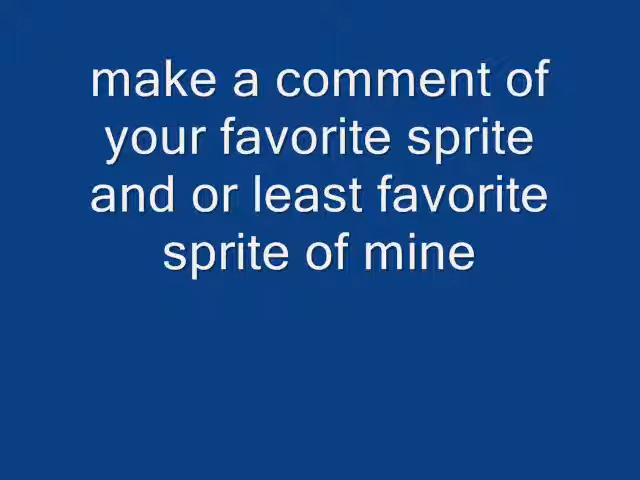 make a comment of
your favorite sprite
and or least favorite
sprite of mine